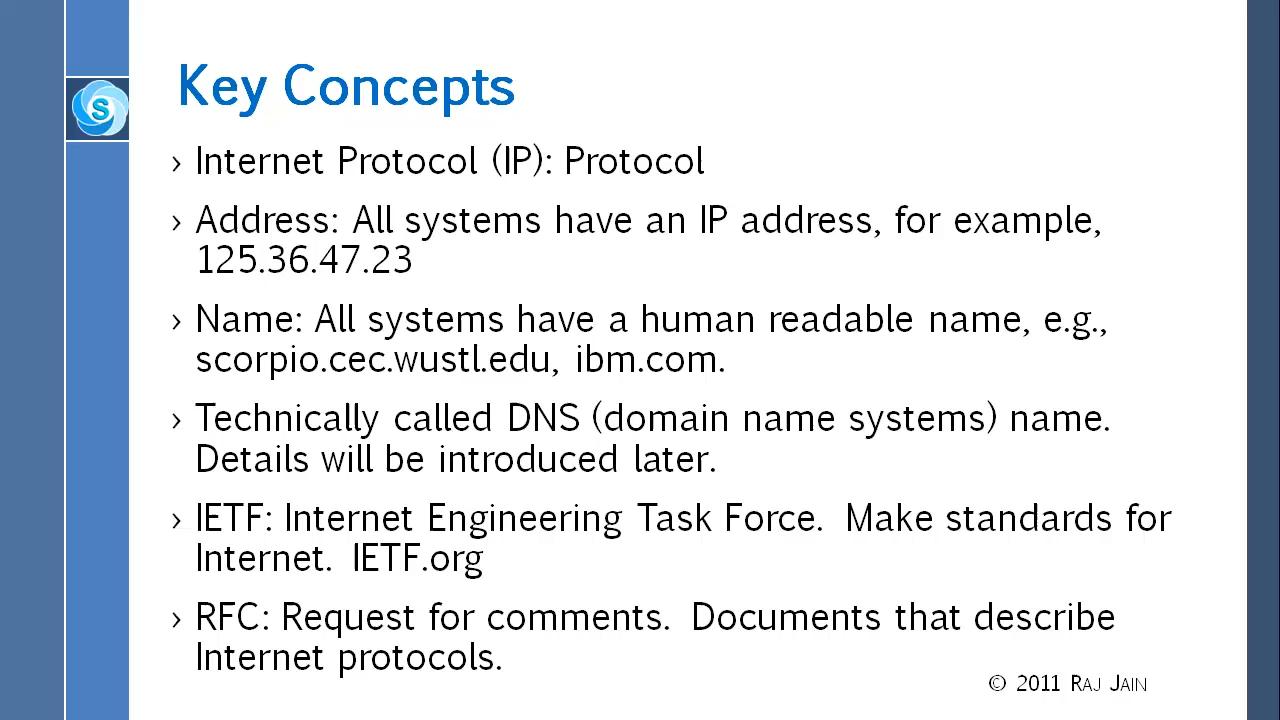 S
Key Concepts
› Internet Protocol (IP): Protocol
› Address: All systems have an IP address, for example,
125.36.47.23
› Name: All systems have a human readable name, e.g.,
scorpio.cec.wustl.edu, ibm.com.
› Technically called DNS (domain name systems) name.
Details will be introduced later.
› IETF: Internet Engineering Task Force. Make standards for
Internet. IETF.org
› RFC: Request for comments. Documents that describe
Internet protocols.
© 2011 RAJ JAIN